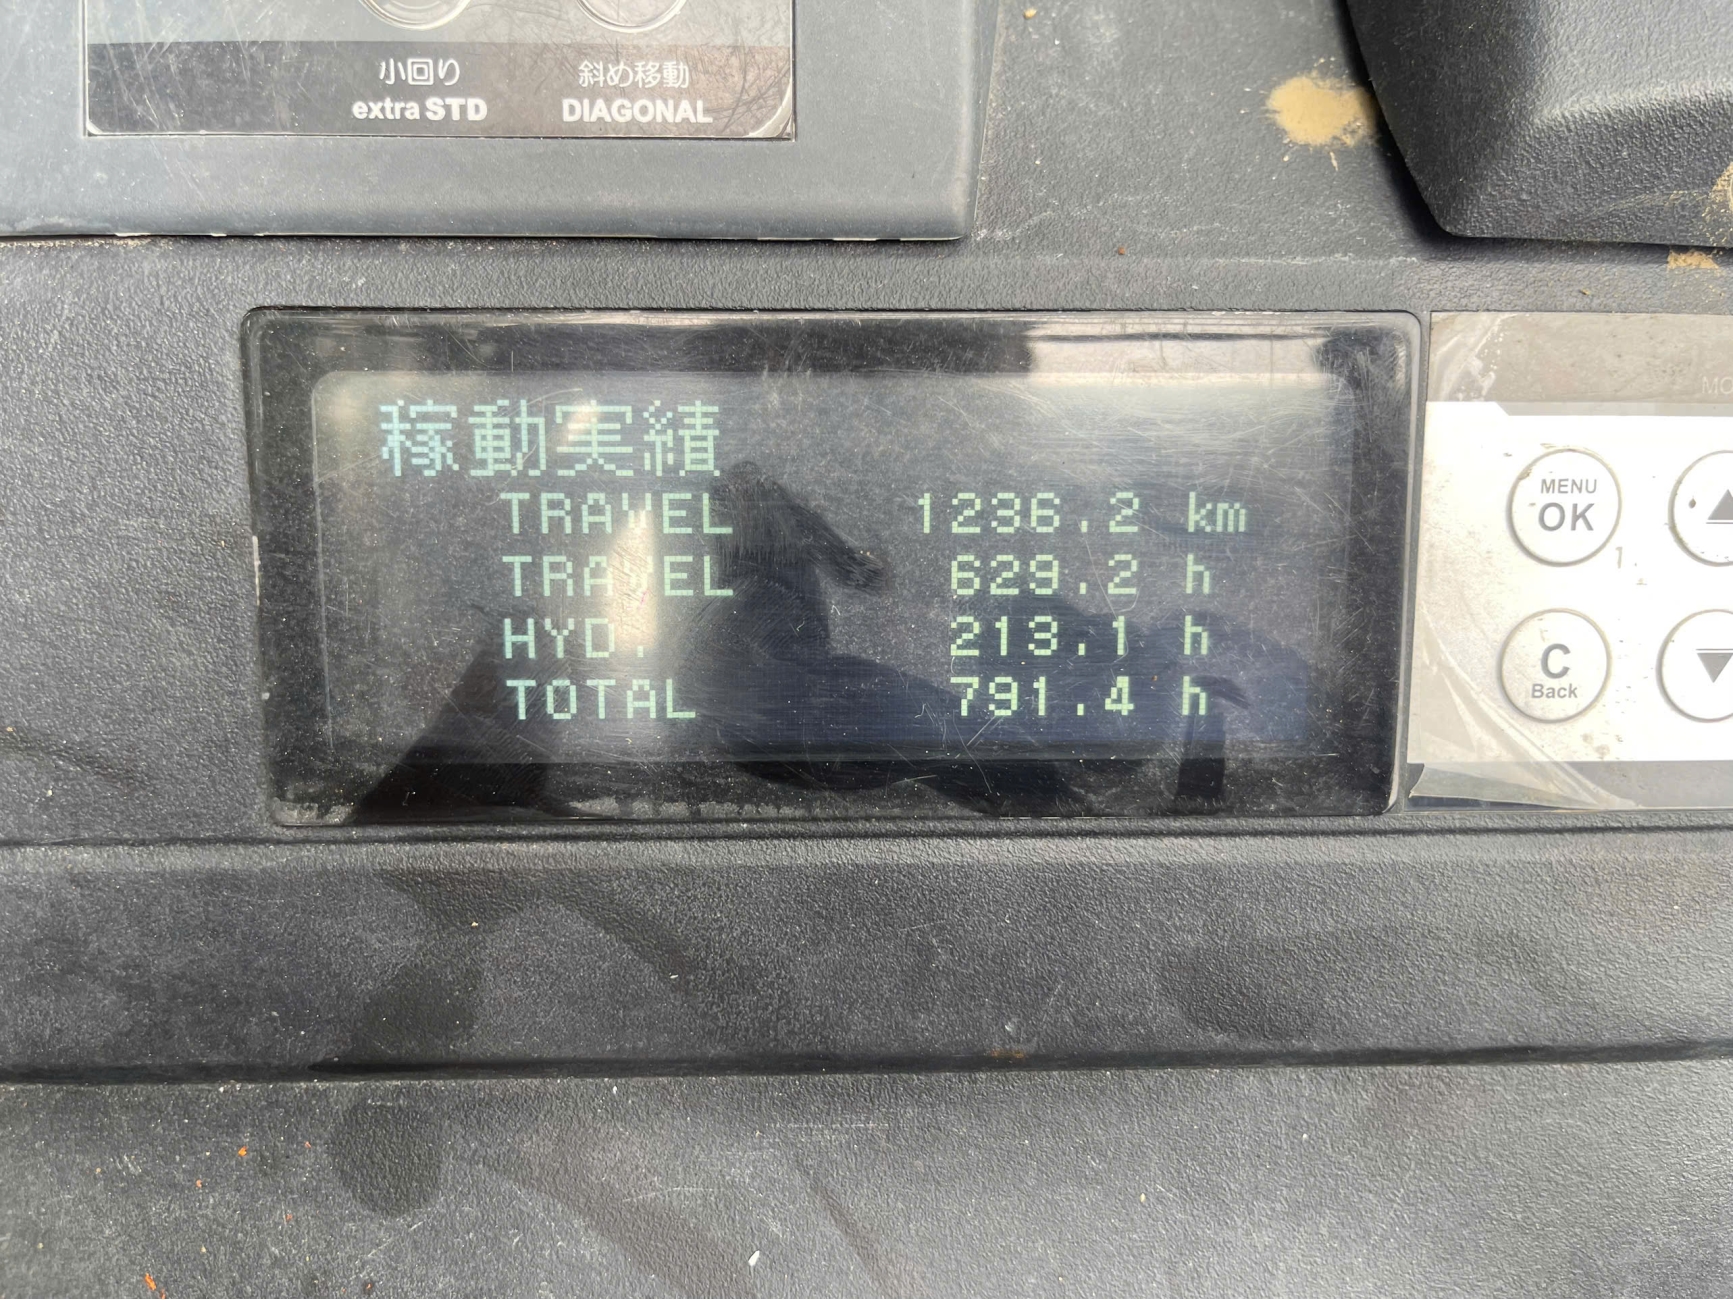 小回り 斜め移動
extra STD DIAGONAL
稼動実績
TRAVEL 1236.2 km
TRAVEL 629.2 h
HYD. 213.1 h
TOTAL 791.4 h
MENU
OK
C
Back